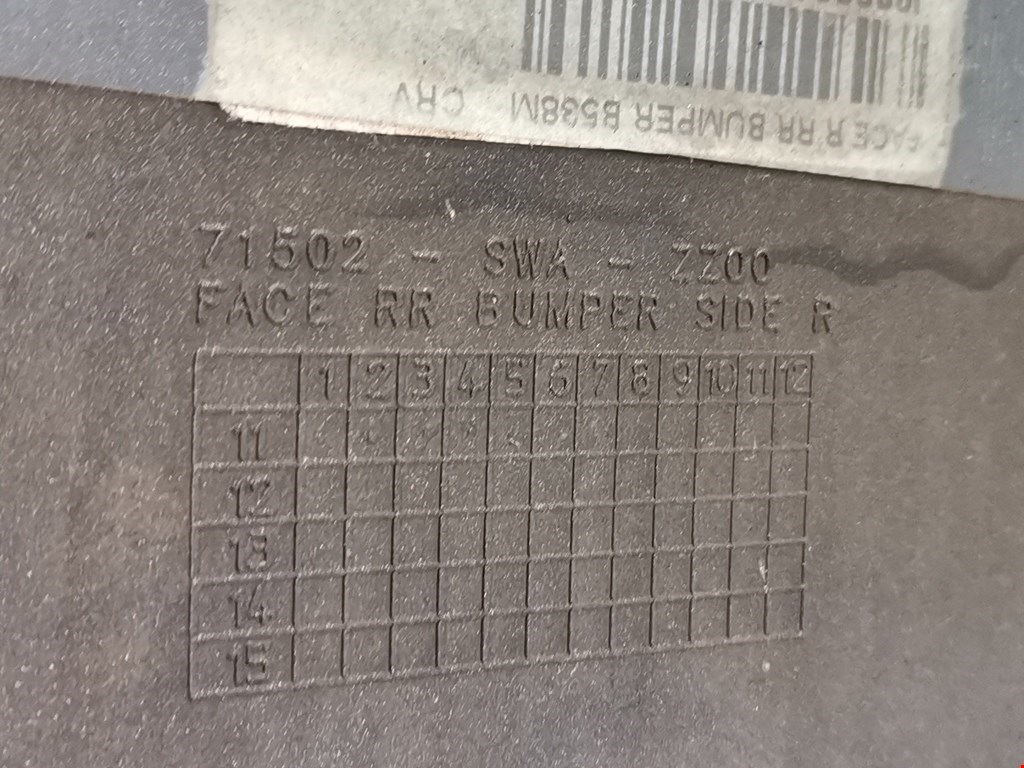 FACE R RR BUMPER B538M CRV
71502 - SWA - ZZ00
FACE RR BUMPER SIDE R
1 2 3 4 5 6 7 8 9 10 11 12
11
12
13
14
15